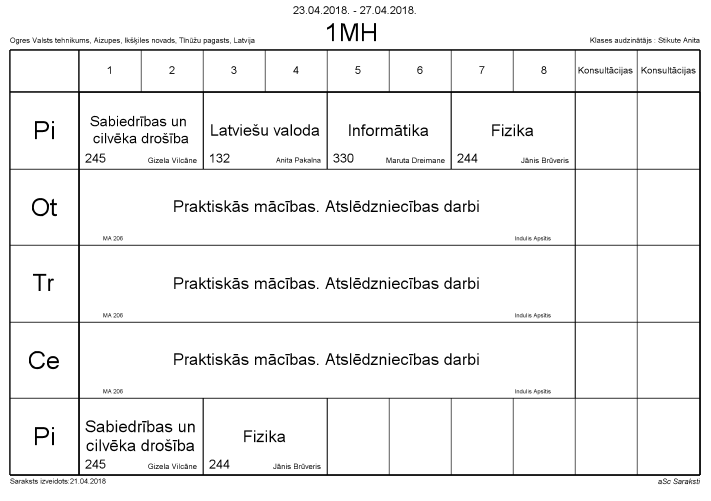 23.04.2018. - 27.04.2018.
1MH
Ogres Valsts tehnikums, Aizupes, Ikšķiles novads, Tīnūžu pagasts, Latvija
Klases audzinātājs : Stikute Anita
1 2 3 4 5 6 7 8 Konsultācijas Konsultācijas
Pi
Sabiedrības un
cilvēka drošība
245 Gizela Vilcāne
Latviešu valoda
132 Anita Pakalna
Informātika
330 Maruta Dreimane
Fizika
244 Jānis Brūveris
Ot
Praktiskās mācības. Atslēdzniecības darbi
MA 206 Indulis Apsītis
Tr
Praktiskās mācības. Atslēdzniecības darbi
MA 206 Indulis Apsītis
Ce
Praktiskās mācības. Atslēdzniecības darbi
MA 206 Indulis Apsītis
Pi
Sabiedrības un
cilvēka drošība
245 Gizela Vilcāne
Fizika
244 Jānis Brūveris
Saraksts izveidots:21.04.2018
aSc Saraksti